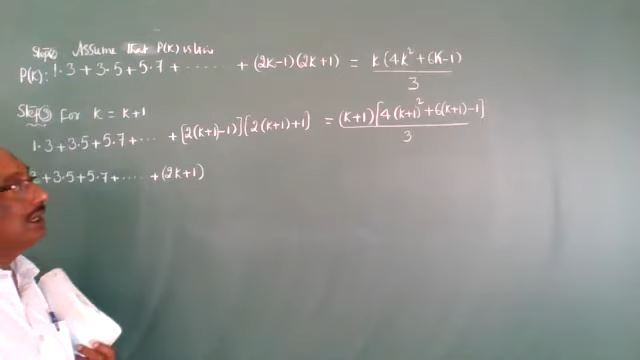 Step② Assume that P(K) is true
P(K): 1·3+3·5+5·7+ ······ + (2k-1)(2k+1) = k(4k²+6k-1)/3
Step③ For k = k+1
1·3+3·5+5·7+ ··· + [2(k+1)-1)][2(k+1)+1] = (k+1)[4(k+1)²+6(k+1)-1]/3
+3·5+5·7+ ···· + (2k+1)